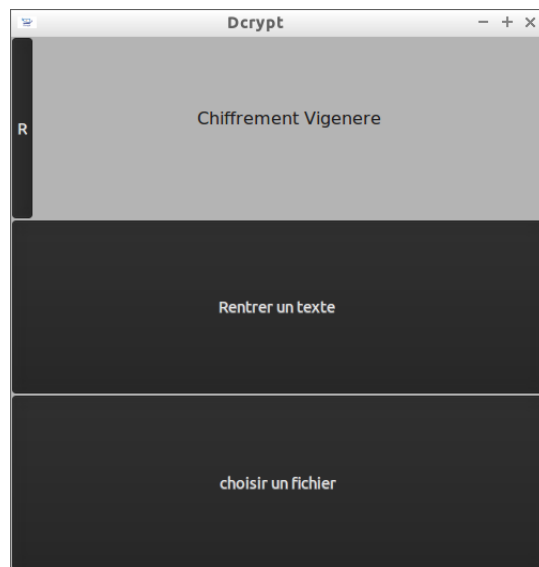 Dcrypt
R
Chiffrement Vigenere
Rentrer un texte
choisir un fichier